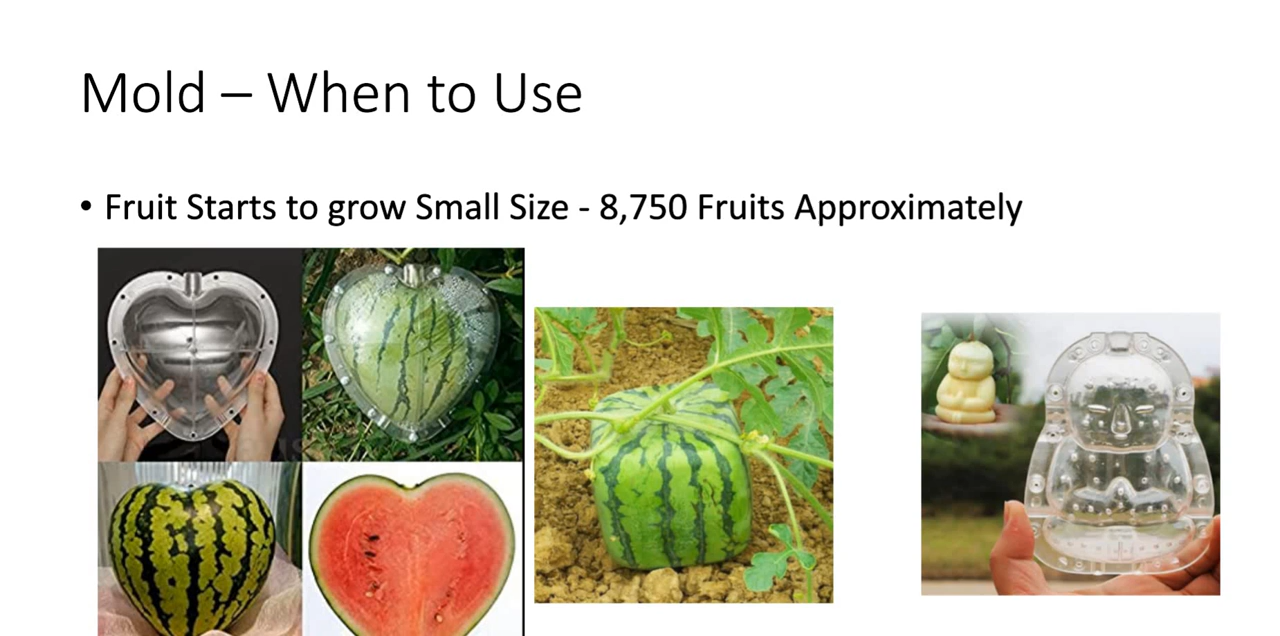 Mold – When to Use
• Fruit Starts to grow Small Size - 8,750 Fruits Approximately